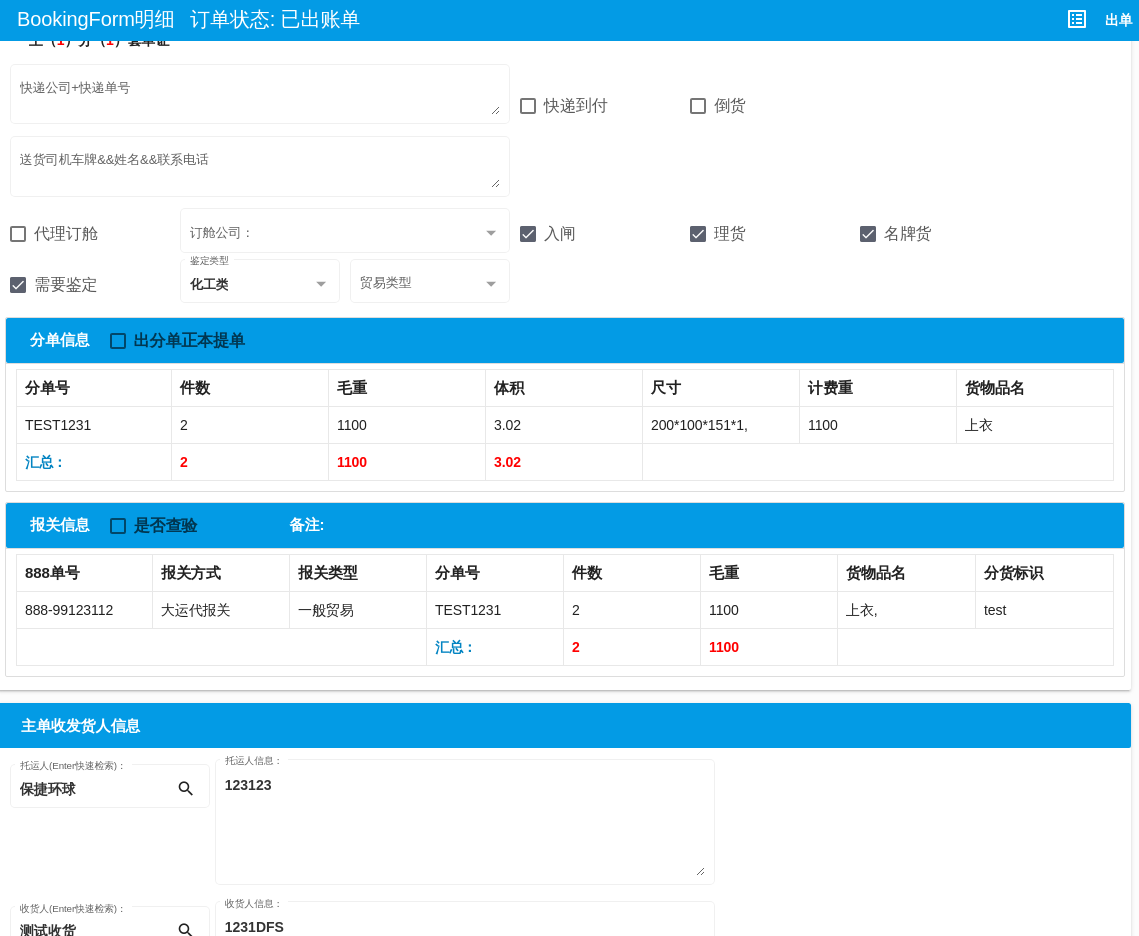 BookingForm明细 订单状态: 已出账单 出单
主（1）分（1）套单证
快递公司+快递单号
快递到付 倒货
送货司机车牌&&姓名&&联系电话
代理订舱 订舱公司： 入闸 理货 名牌货
鉴定类型
需要鉴定 化工类 贸易类型
分单信息 出分单正本提单
分单号 件数 毛重 体积 尺寸 计费重 货物品名
TEST1231 2 1100 3.02 200*100*151*1, 1100 上衣
汇总： 2 1100 3.02
报关信息 是否查验 备注:
888单号 报关方式 报关类型 分单号 件数 毛重 货物品名 分货标识
888-99123112 大运代报关 一般贸易 TEST1231 2 1100 上衣, test
汇总： 2 1100
主单收发货人信息
托运人(Enter快速检索)： 托运人信息：
保捷环球 123123
收货人(Enter快速检索)： 收货人信息：
测试收货 1231DFS